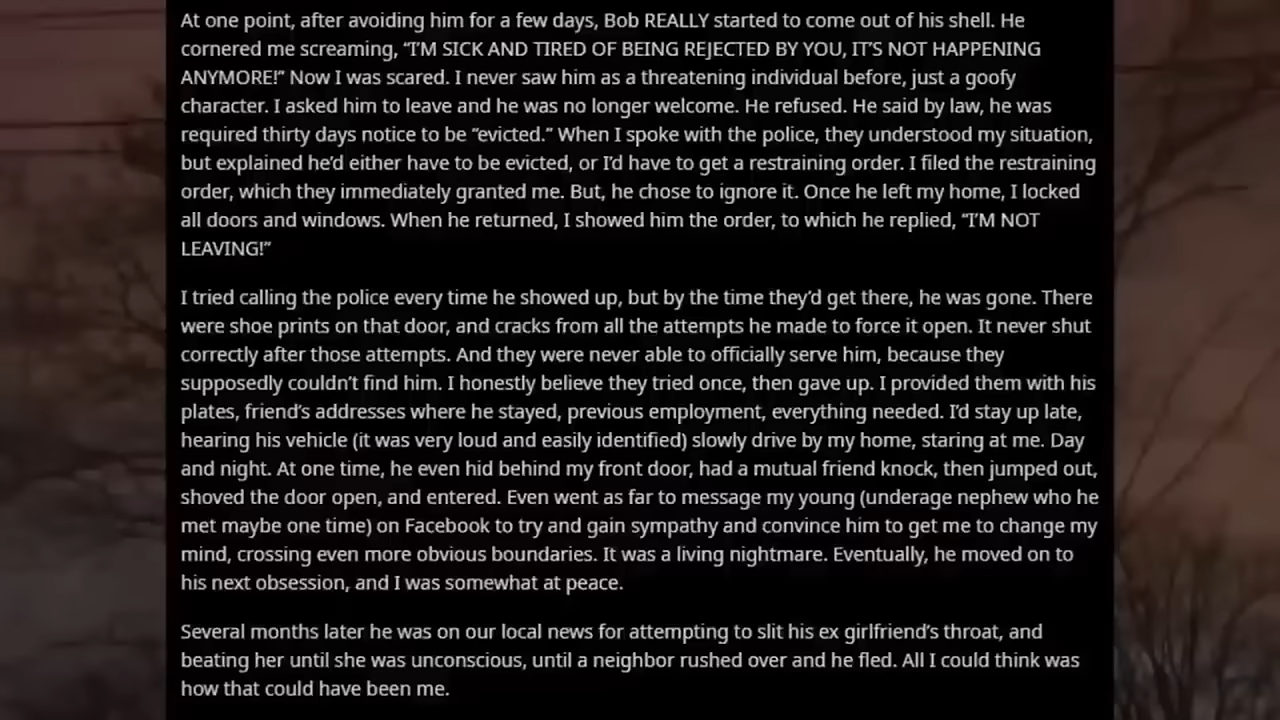 At one point, after avoiding him for a few days, Bob REALLY started to come out of his shell. He
cornered me screaming, “I’M SICK AND TIRED OF BEING REJECTED BY YOU, IT’S NOT HAPPENING
ANYMORE!” Now I was scared. I never saw him as a threatening individual before, just a goofy
character. I asked him to leave and he was no longer welcome. He refused. He said by law, he was
required thirty days notice to be “evicted.” When I spoke with the police, they understood my situation,
but explained he’d either have to be evicted, or I’d have to get a restraining order. I filed the restraining
order, which they immediately granted me. But, he chose to ignore it. Once he left my home, I locked
all doors and windows. When he returned, I showed him the order, to which he replied, “I’M NOT
LEAVING!”
I tried calling the police every time he showed up, but by the time they’d get there, he was gone. There
were shoe prints on that door, and cracks from all the attempts he made to force it open. It never shut
correctly after those attempts. And they were never able to officially serve him, because they
supposedly couldn’t find him. I honestly believe they tried once, then gave up. I provided them with his
plates, friend’s addresses where he stayed, previous employment, everything needed. I’d stay up late,
hearing his vehicle (it was very loud and easily identified) slowly drive by my home, staring at me. Day
and night. At one time, he even hid behind my front door, had a mutual friend knock, then jumped out,
shoved the door open, and entered. Even went as far to message my young (underage nephew who he
met maybe one time) on Facebook to try and gain sympathy and convince him to get me to change my
mind, crossing even more obvious boundaries. It was a living nightmare. Eventually, he moved on to
his next obsession, and I was somewhat at peace.
Several months later he was on our local news for attempting to slit his ex girlfriend’s throat, and
beating her until she was unconscious, until a neighbor rushed over and he fled. All I could think was
how that could have been me.